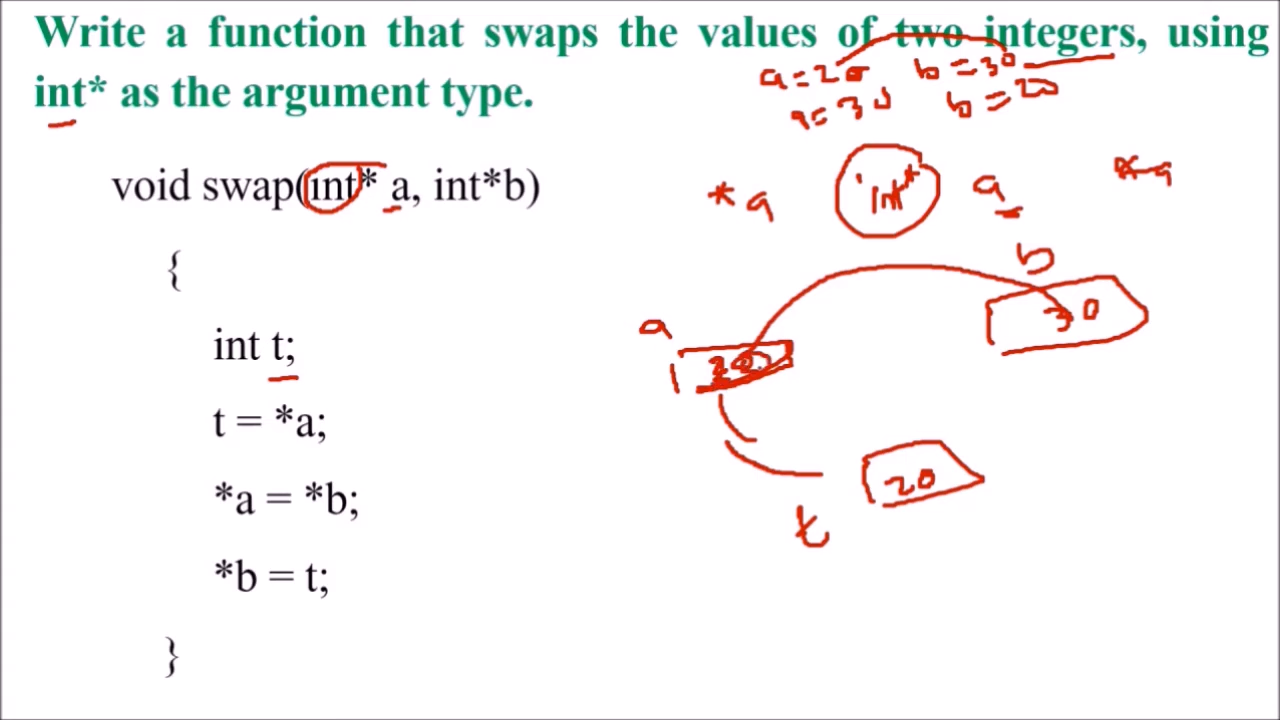 Write a function that swaps the values of two integers, using
int* as the argument type.
a = 20 b = 30
a = 30 b = 20
void swap(int* a, int*b)
*a int* a *a
{
b
30
int t;
a
20
t = *a;
*a = *b;
20
t
*b = t;
}